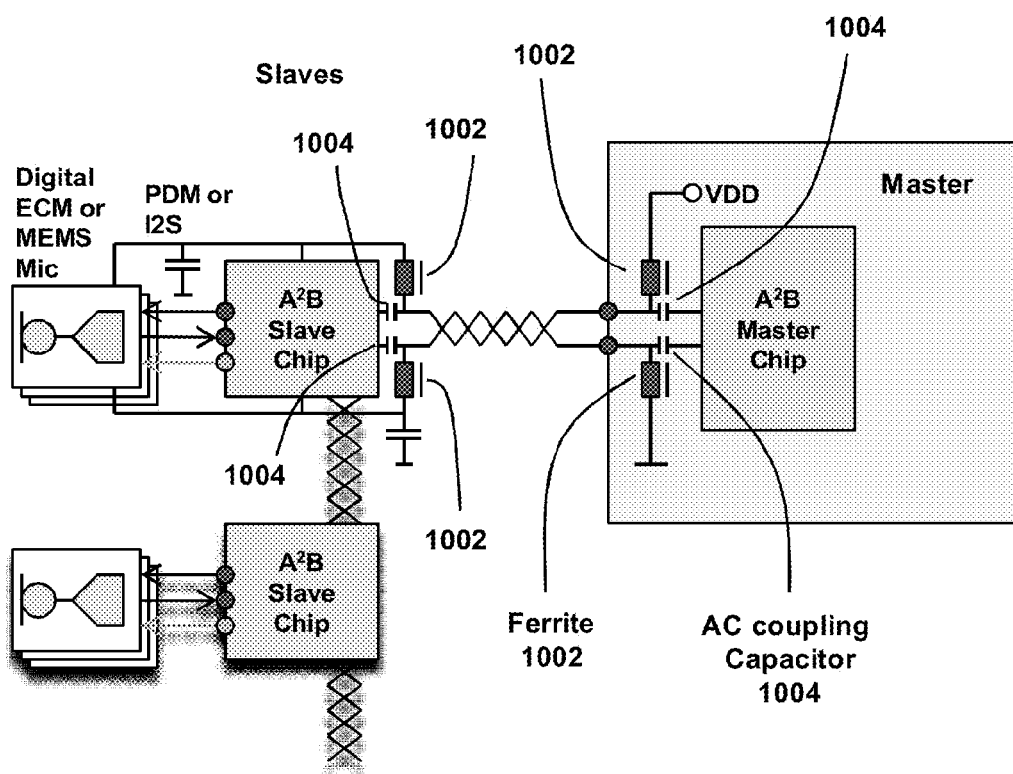 1004
1002
Slaves
1002
1004
Digital
ECM or
MEMS
Mic
PDM or
I2S
VDD
Master
A²B
Slave
Chip
A²B
Master
Chip
1004
1002
A²B
Slave
Chip
Ferrite
1002
AC coupling
Capacitor
1004